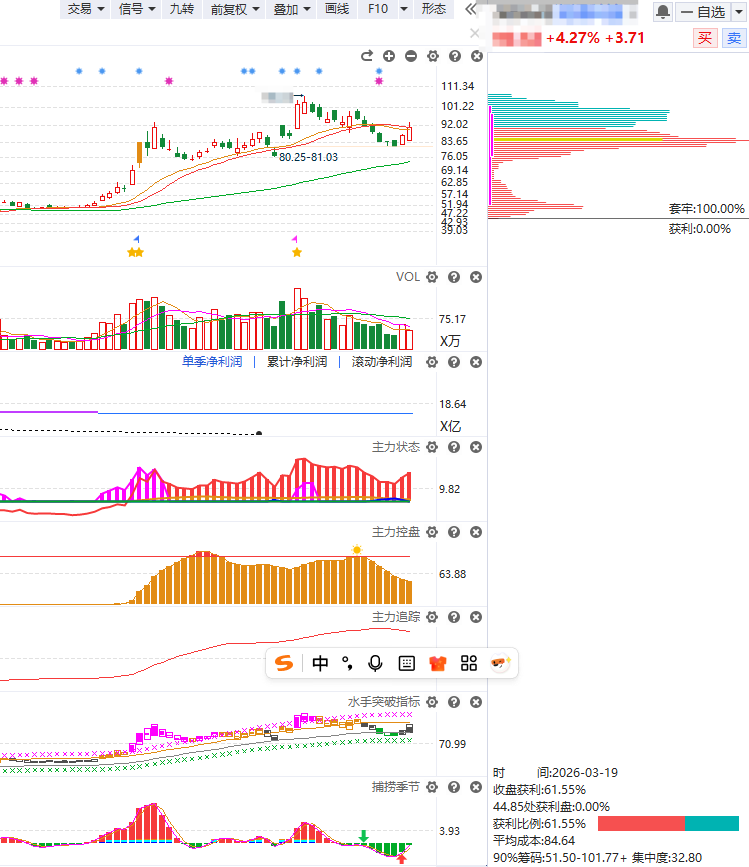 交易 信号 九转 前复权 叠加 画线 F10 形态
自选
+4.27% +3.71
买 卖
111.34
101.22
92.02
83.65
76.05
69.14
62.85
57.14
51.94
47.22
42.93
39.03
80.25-81.03
套牢:100.00%
获利:0.00%
VOL
75.17
X万
单季净利润 | 累计净利润 | 滚动净利润
18.64
X亿
主力状态
9.82
主力控盘
63.88
主力追踪
中
水手突破指标
70.99
捕捞季节
3.93
时 间:2026-03-19
收盘获利:61.55%
44.85处获利盘:0.00%
获利比例:61.55%
平均成本:84.64
90%筹码:51.50-101.77+ 集中度:32.80